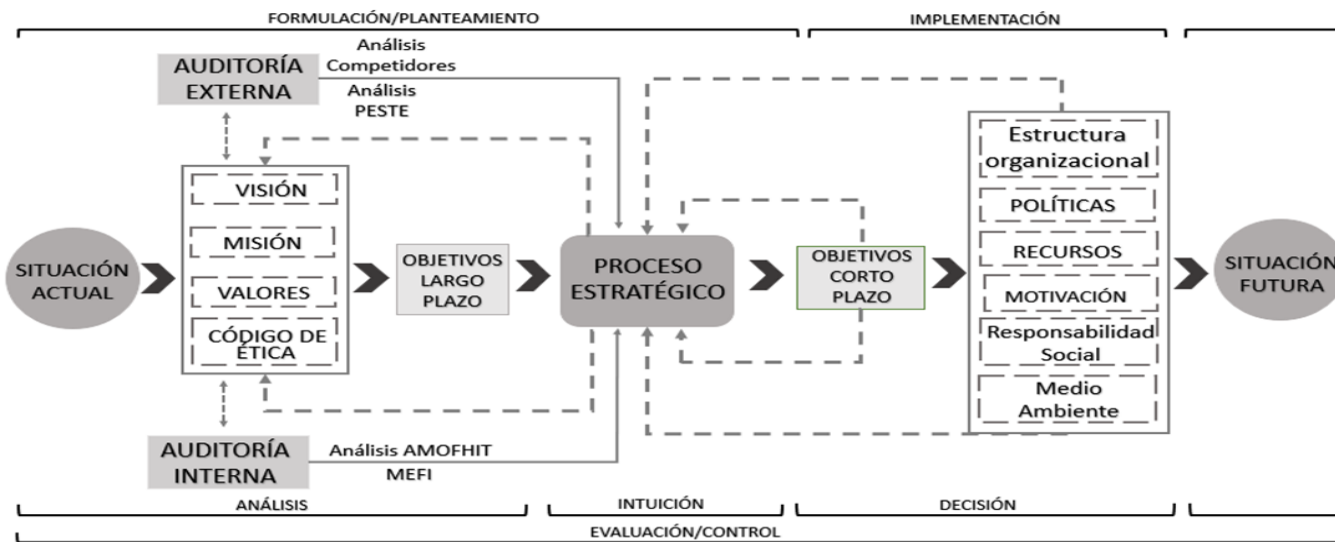 FORMULACIÓN/PLANTEAMIENTO
IMPLEMENTACIÓN
AUDITORÍA
EXTERNA
Análisis
Competidores
Análisis
PESTE
SITUACIÓN
ACTUAL
VISIÓN
MISIÓN
VALORES
CÓDIGO DE
ÉTICA
OBJETIVOS
LARGO
PLAZO
PROCESO
ESTRATÉGICO
OBJETIVOS
CORTO
PLAZO
Estructura
organizacional
POLÍTICAS
RECURSOS
MOTIVACIÓN
Responsabilidad
Social
Medio
Ambiente
SITUACIÓN
FUTURA
AUDITORÍA
INTERNA
Análisis AMOFHIT
MEFI
ANÁLISIS
INTUICIÓN
DECISIÓN
EVALUACIÓN/CONTROL